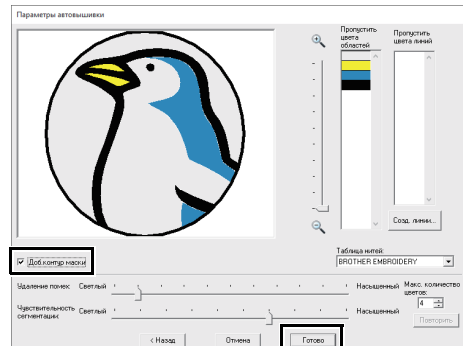 Параметры автовышивки
Пропустить цвета областей
Пропустить цвета линий
Созд. линии...
Доб.контур маски
Таблица нитей:
BROTHER EMBROIDERY
Удаление помех: Светлый Насыщенный
Макс. количество цветов:
4
Чувствительность сегментации: Светлый Насыщенный
Повторить
< Назад Отмена Готово